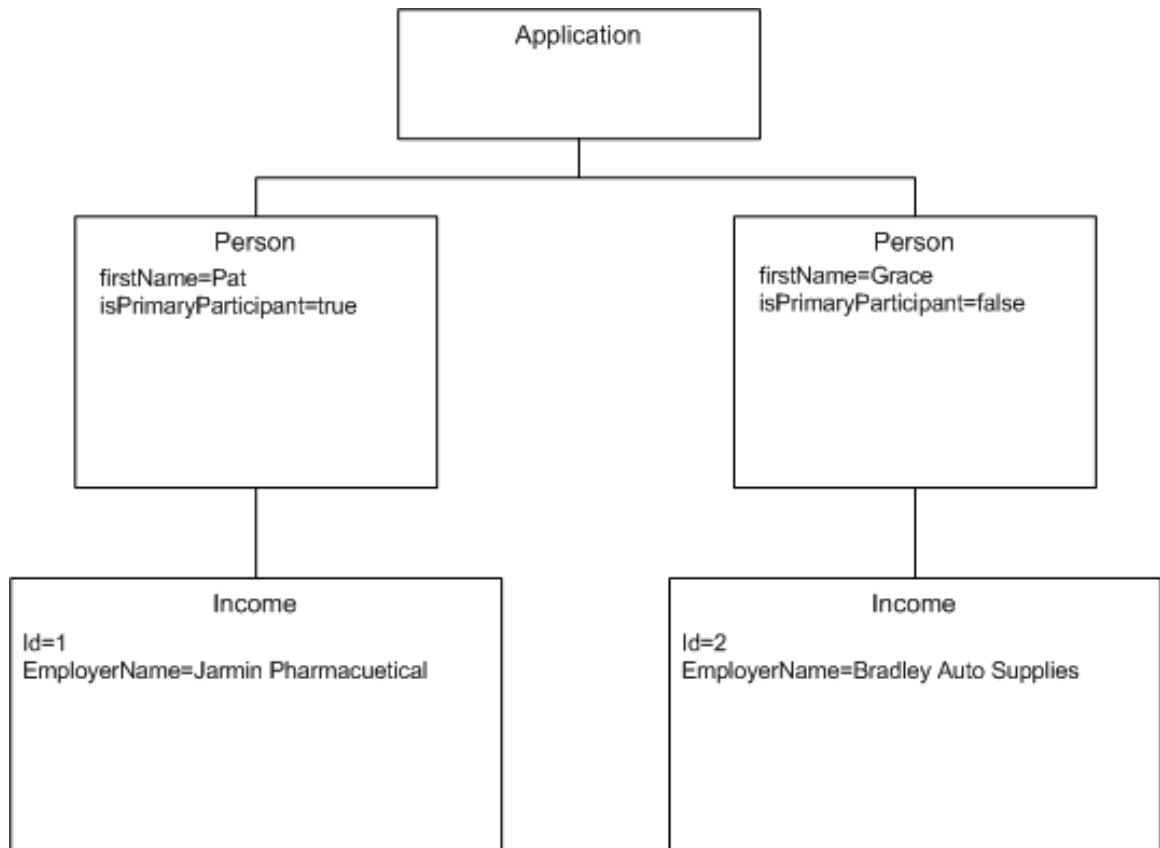 Application
Person
firstName=Pat
isPrimaryParticipant=true
Person
firstName=Grace
isPrimaryParticipant=false
Income
Id=1
EmployerName=Jarmin Pharmacuetical
Income
Id=2
EmployerName=Bradley Auto Supplies